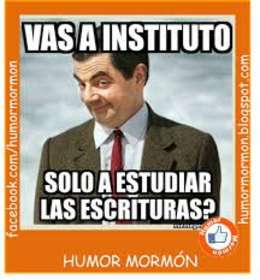 VAS A INSTITUTO
SOLO A ESTUDIAR
LAS ESCRITURAS?
facebook.com/humormormon
humormormon.blogspot.com
HUMOR MORMÓN